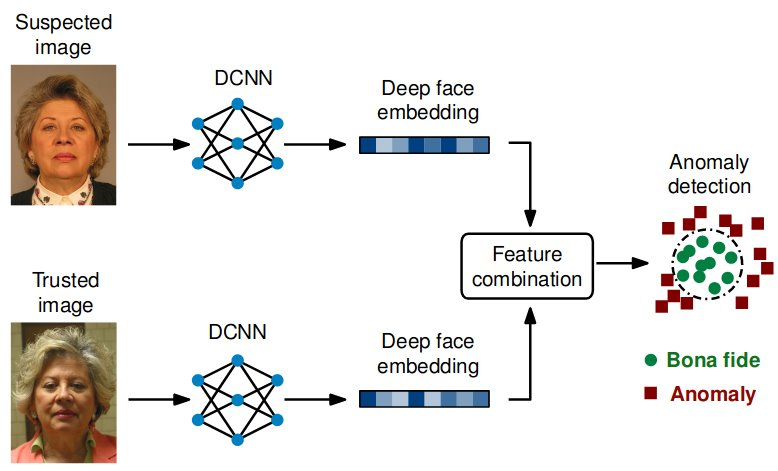 Suspected
image
DCNN
Deep face
embedding
Anomaly
detection
Feature
combination
Trusted
image
DCNN
Deep face
embedding
Bona fide
Anomaly